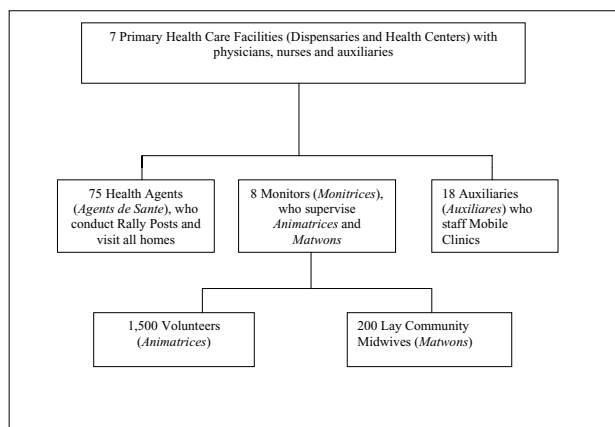 7 Primary Health Care Facilities (Dispensaries and Health Centers) with
physicians, nurses and auxiliaries
75 Health Agents
(Agents de Sante), who
conduct Rally Posts and
visit all homes
8 Monitors (Monitrices),
who supervise
Animatrices and
Matwons
18 Auxiliaries
(Auxiliares) who
staff Mobile
Clinics
1,500 Volunteers
(Animatrices)
200 Lay Community
Midwives (Matwons)